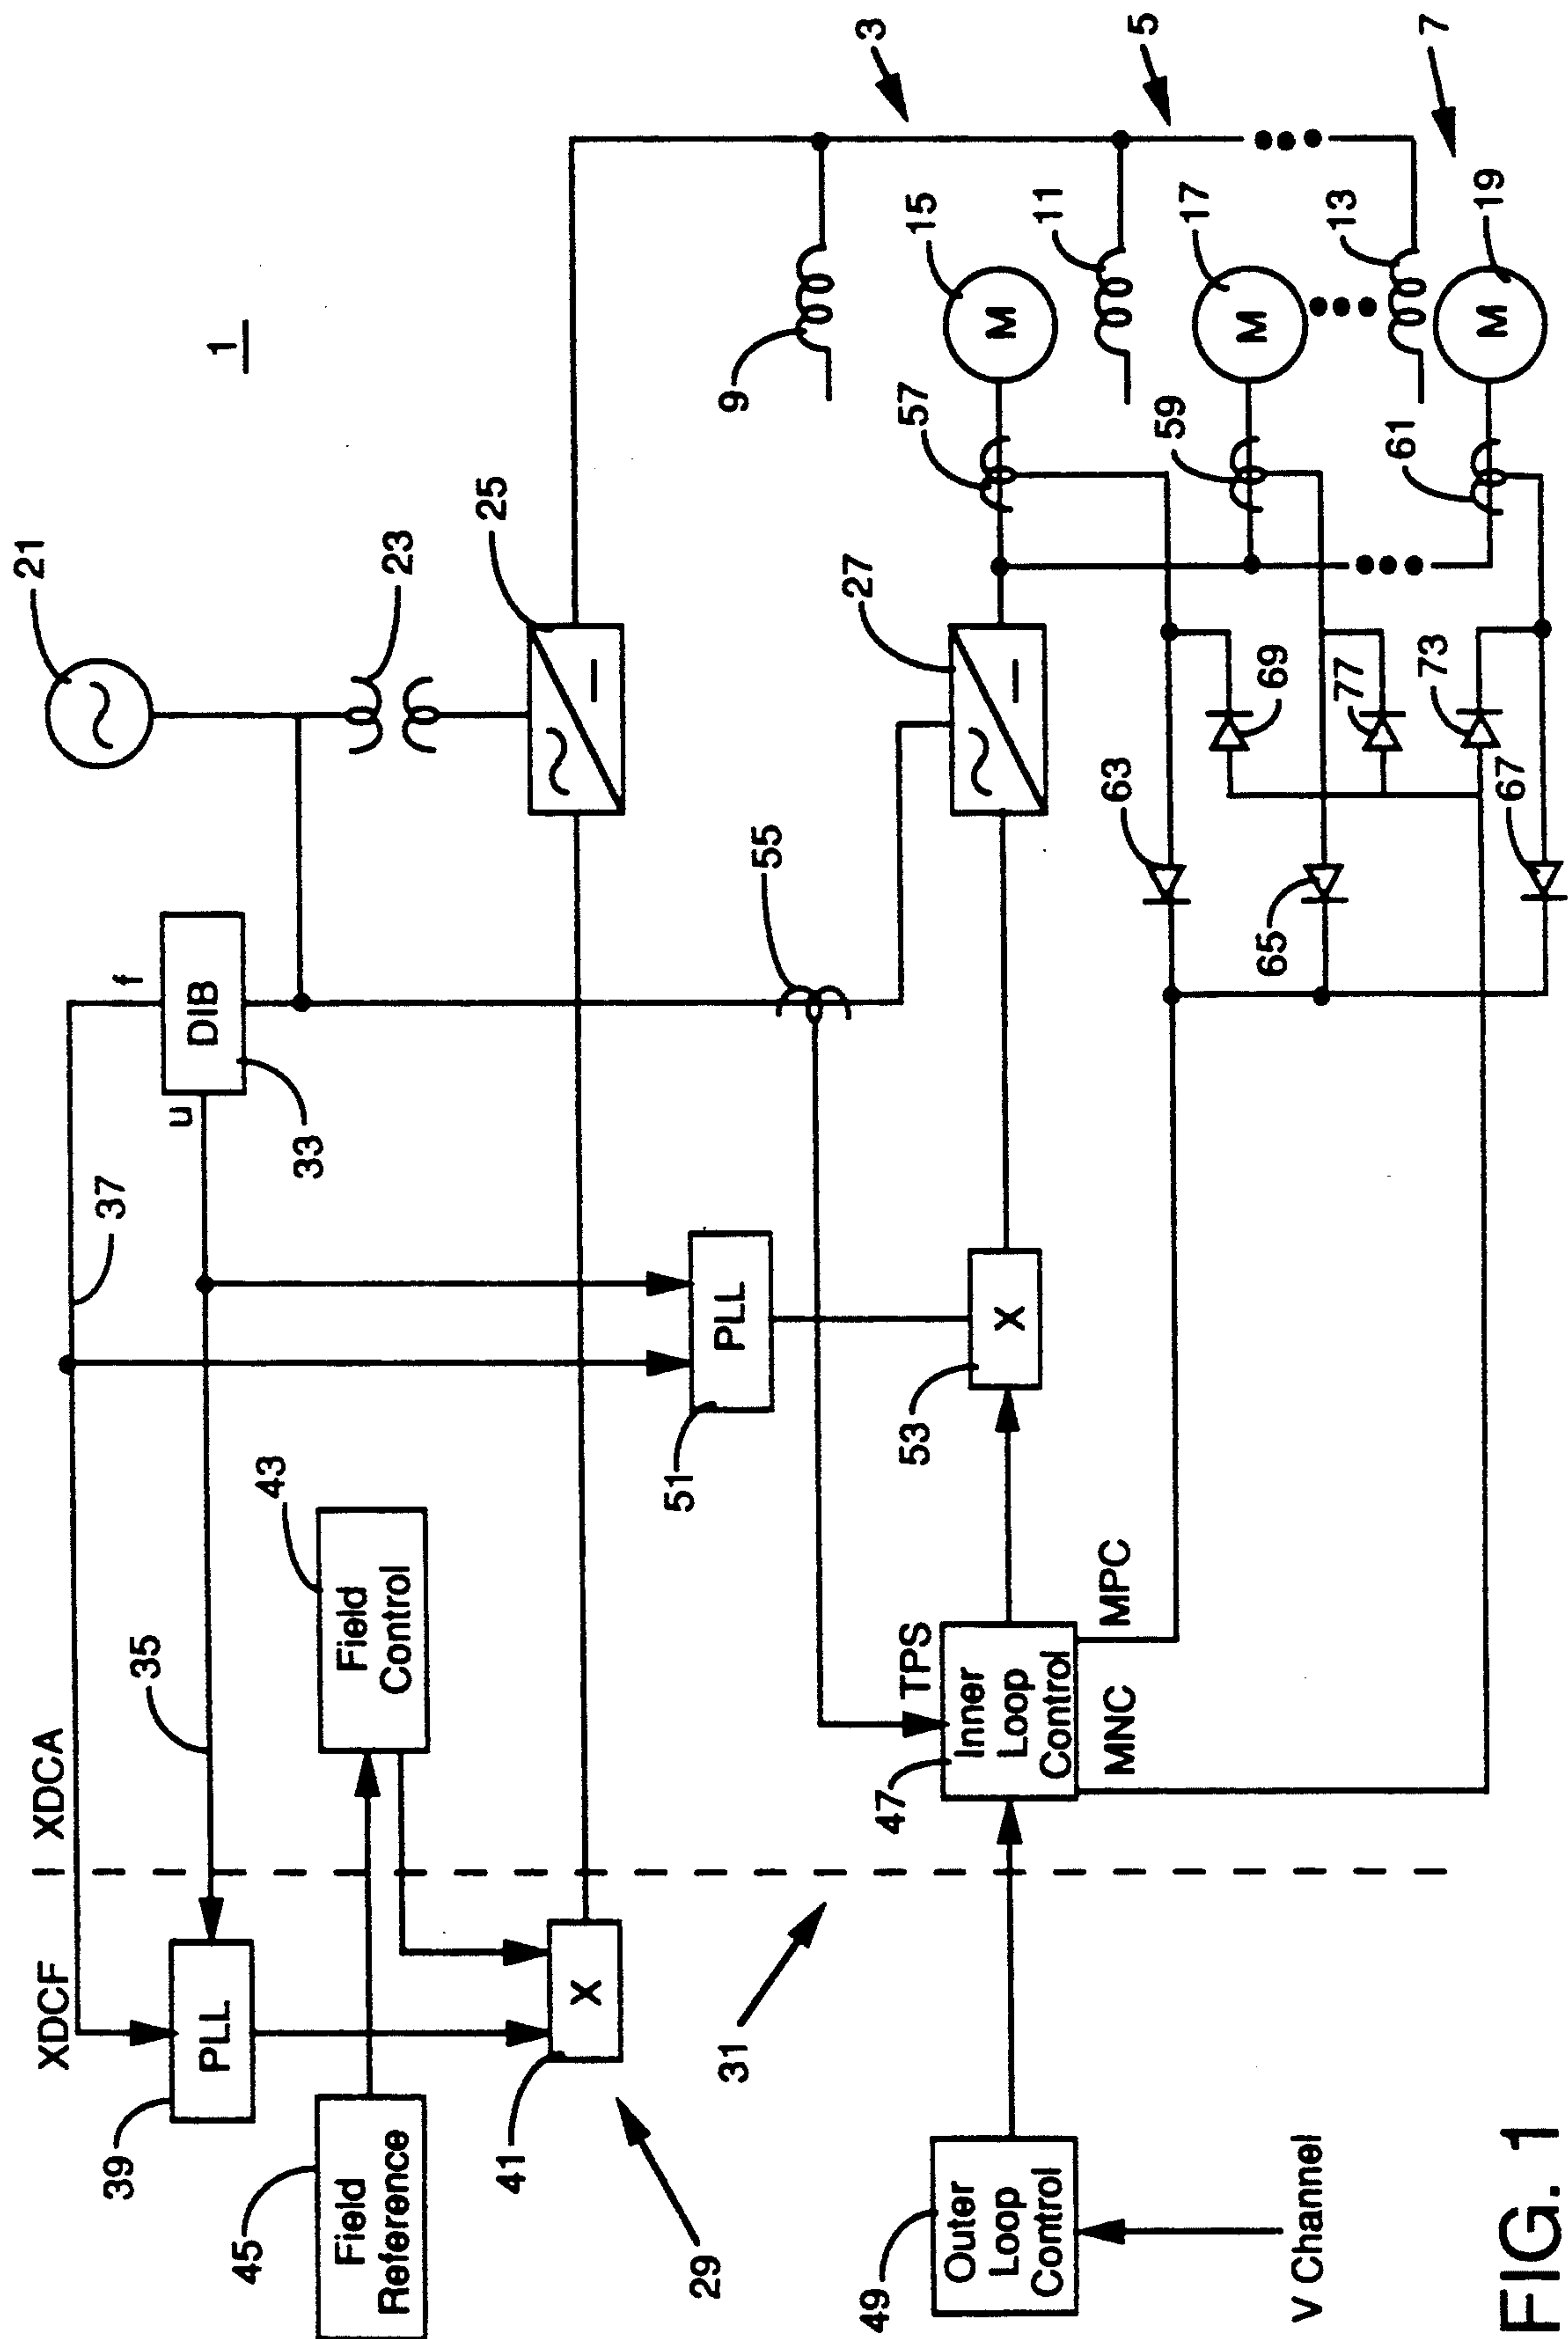 XDCF
XDCA
21
39
35
37
f
PLL
u
DIB
1
45
Field
Reference
43
Field
Control
33
23
41
X
25
29
31
51
PLL
55
9
3
49
Outer
Loop
Control
47
TPS
Inner
Loop
Control
MNC
MPC
53
X
27
57
M
15
11
5
63
59
M
17
65
69
77
73
61
13
7
67
M
19
V Channel
FIG. 1